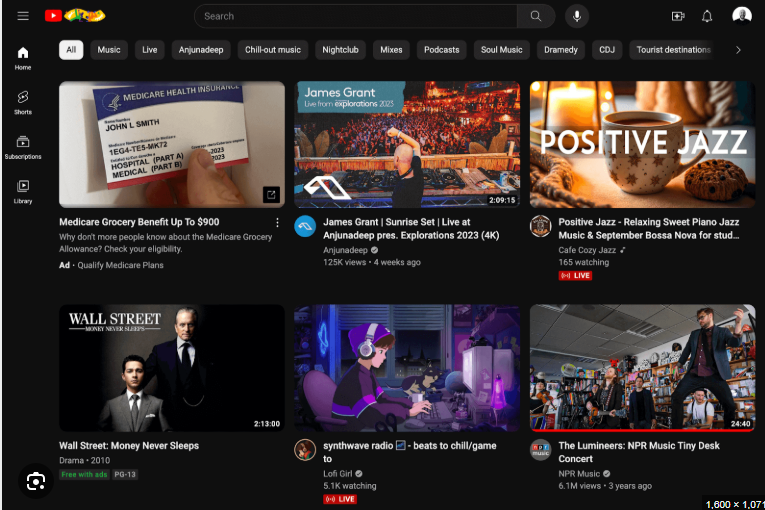 Search
All Music Live Anjunadeep Chill-out music Nightclub Mixes Podcasts Soul Music Dramedy CDJ Tourist destinations
Home
Shorts
Subscriptions
Library
MEDICARE HEALTH INSURANCE
JOHN L SMITH
1EG4-TE5-MK72
HOSPITAL (PART A)
MEDICAL (PART B)
Medicare Grocery Benefit Up To $900
Why don't more people know about the Medicare Grocery
Allowance? Check your eligibility.
Ad • Qualify Medicare Plans
James Grant
Live from explorations 2023
2:09:15
James Grant | Sunrise Set | Live at
Anjunadeep pres. Explorations 2023 (4K)
Anjunadeep
125K views • 4 weeks ago
POSITIVE JAZZ
Positive Jazz - Relaxing Sweet Piano Jazz
Music & September Bossa Nova for stud...
Cafe Cozy Jazz
165 watching
LIVE
WALL STREET
MONEY NEVER SLEEPS
2:13:00
Wall Street: Money Never Sleeps
Drama • 2010
Free with ads PG-13
synthwave radio 🌌 - beats to chill/game
to
Lofi Girl
5.1K watching
LIVE
24:40
npr
music
The Lumineers: NPR Music Tiny Desk
Concert
NPR Music
6.1M views • 3 years ago
1,600 × 1,071